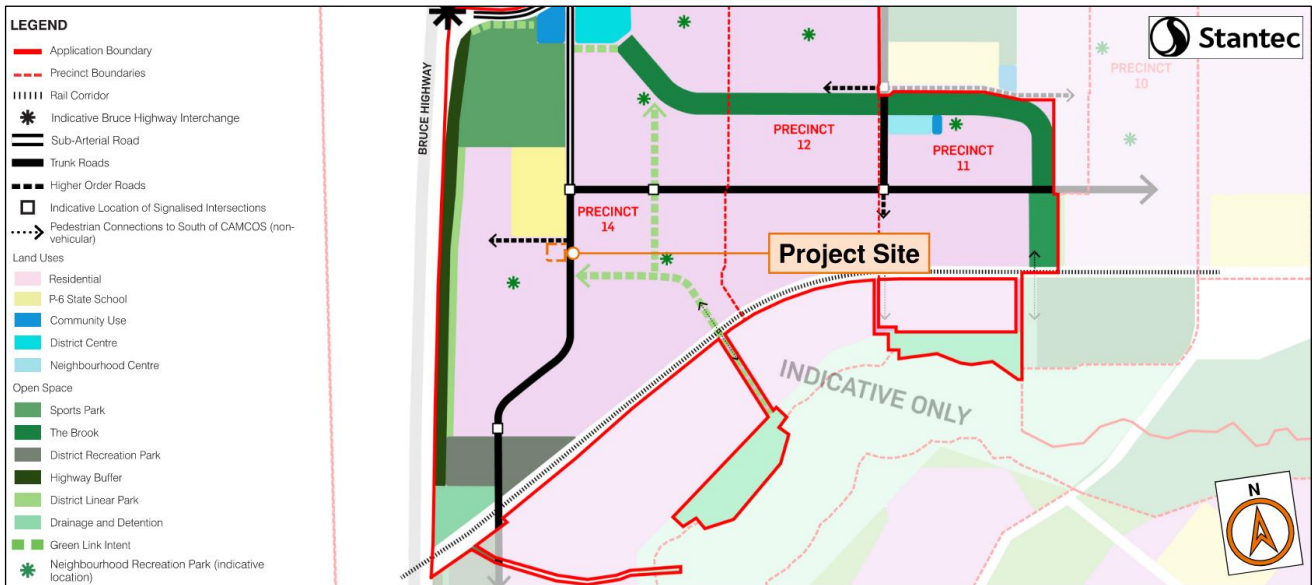 LEGEND
Application Boundary
Precinct Boundaries
Rail Corridor
Indicative Bruce Highway Interchange
Sub-Arterial Road
Trunk Roads
Higher Order Roads
Indicative Location of Signalised Intersections
Pedestrian Connections to South of CAMCOS (non-
vehicular)
Land Uses
Residential
P-6 State School
Community Use
District Centre
Neighbourhood Centre
Open Space
Sports Park
The Brook
District Recreation Park
Highway Buffer
District Linear Park
Drainage and Detention
Green Link Intent
Neighbourhood Recreation Park (indicative
location)
BRUCE HIGHWAY
Stantec
PRECINCT
10
PRECINCT
12
PRECINCT
11
PRECINCT
14
Project Site
INDICATIVE ONLY
N